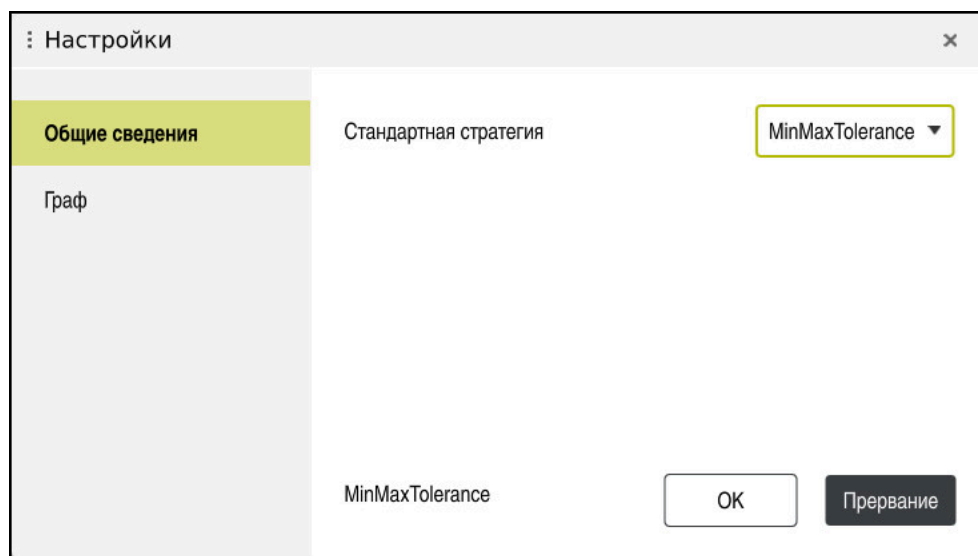 Настройки
Общие сведения
Граф
Стандартная стратегия
MinMaxTolerance
MinMaxTolerance
OK
Прервание